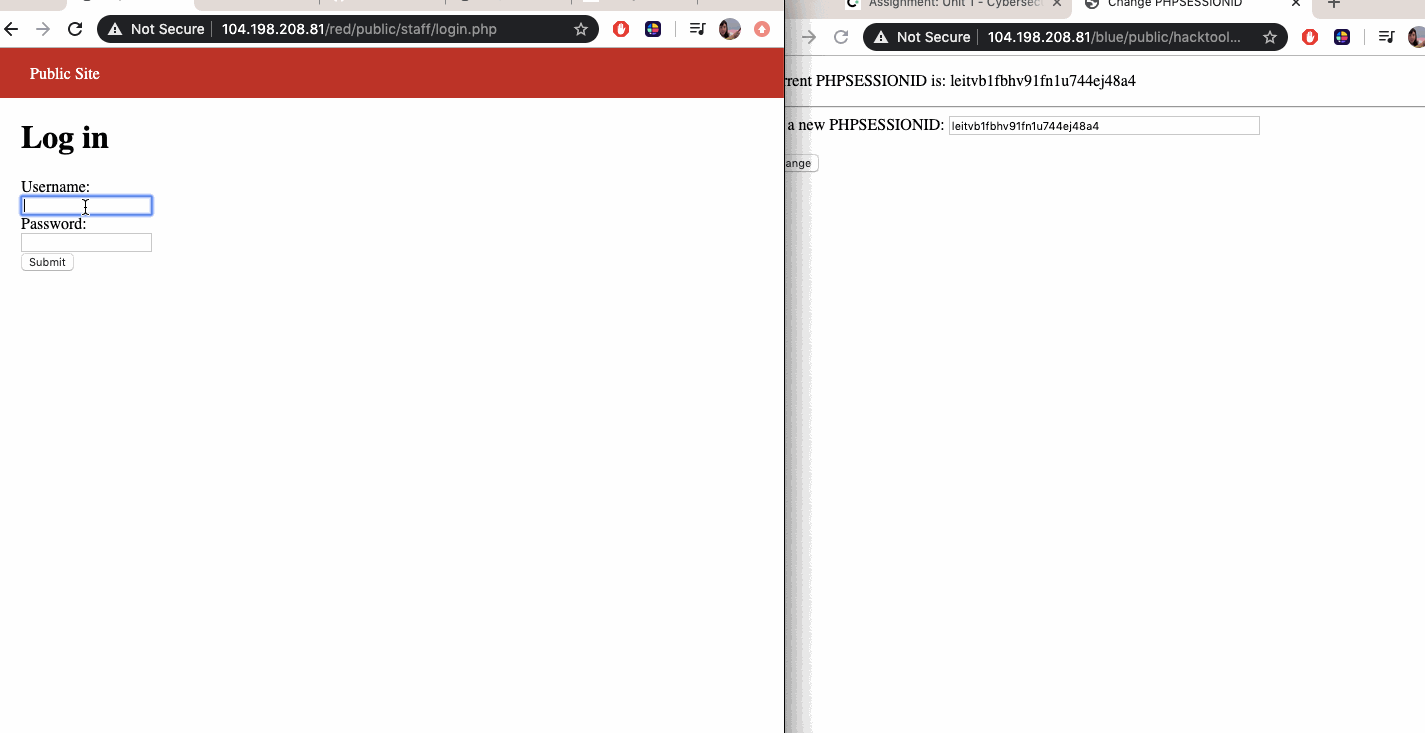 Not Secure 104.198.208.81/red/public/staff/login.php
Public Site
Log in
Username:
Password:
Submit
Assignment: Unit 1 - Cybersec
Change PHPSESSIONID
Not Secure 104.198.208.81/blue/public/hacktool...
rrent PHPSESSIONID is: leitvb1fbhv91fn1u744ej48a4
a new PHPSESSIONID: leitvb1fbhv91fn1u744ej48a4
ange